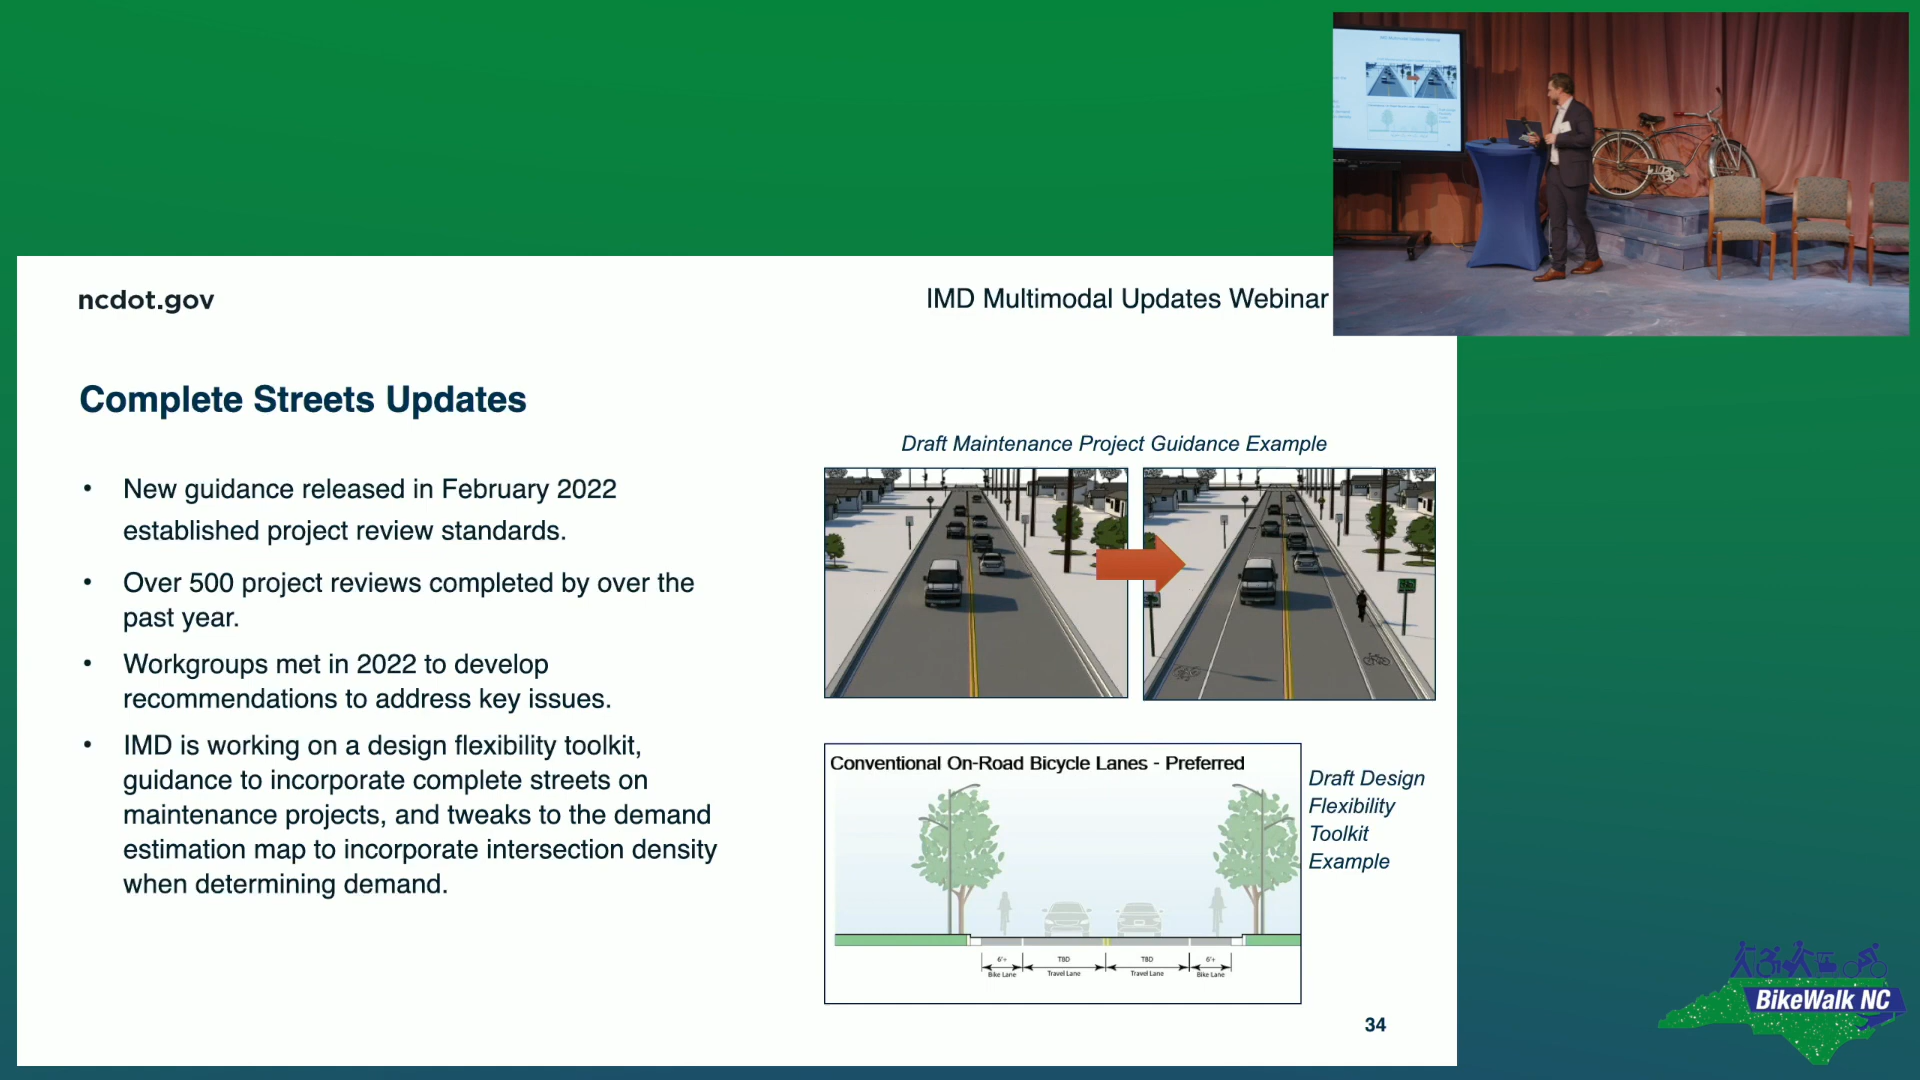 ncdot.gov
IMD Multimodal Updates Webinar
Complete Streets Updates
• New guidance released in February 2022
established project review standards.
• Over 500 project reviews completed by over the
past year.
• Workgroups met in 2022 to develop
recommendations to address key issues.
• IMD is working on a design flexibility toolkit,
guidance to incorporate complete streets on
maintenance projects, and tweaks to the demand
estimation map to incorporate intersection density
when determining demand.
Draft Maintenance Project Guidance Example
Conventional On-Road Bicycle Lanes - Preferred
6'+ TBD TBD 6'+
Bike Lane Travel Lane Travel Lane Bike Lane
Draft Design
Flexibility
Toolkit
Example
34
BikeWalk NC